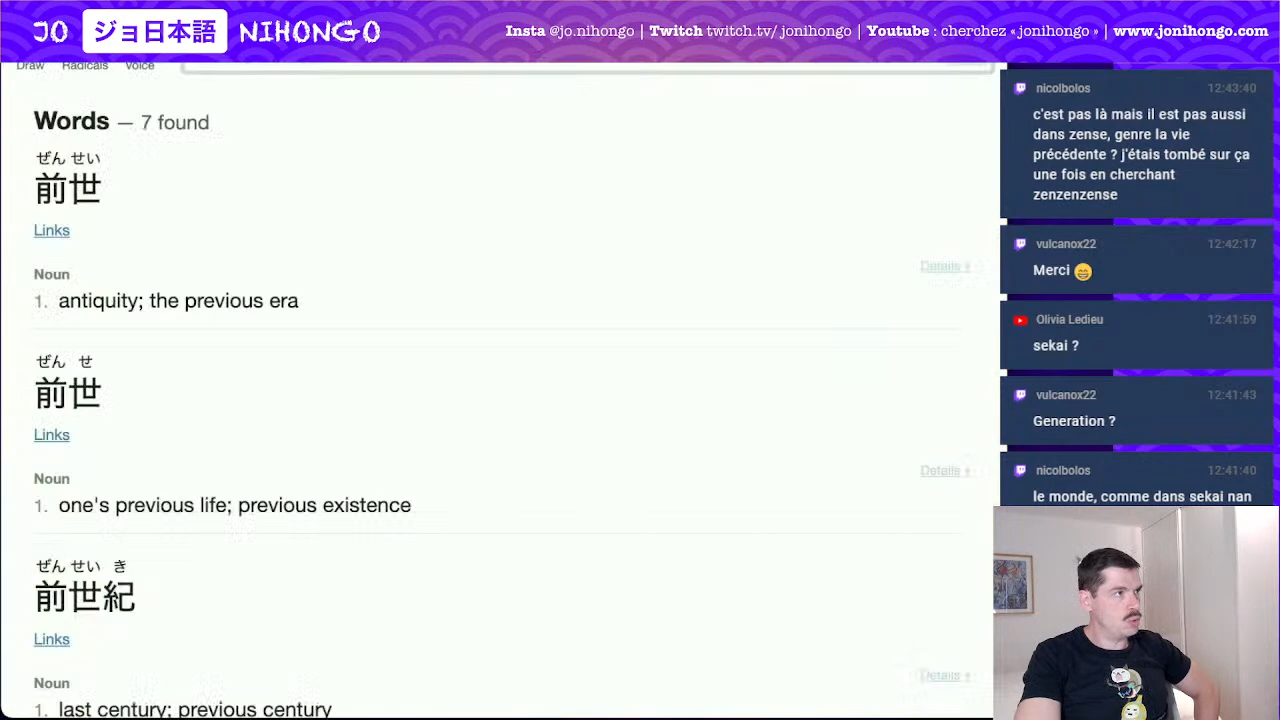 JO ジョ日本語 NIHONGO
Insta @jo.nihongo | Twitch twitch.tv/jonihongo | Youtube : cherchez « jonihongo » | www.jonihongo.com
Draw Radicals Voice
Words — 7 found
ぜんせい
前世
Links
Noun
Details
1. antiquity; the previous era
ぜんせ
前世
Links
Noun
Details
1. one's previous life; previous existence
ぜんせいき
前世紀
Links
Noun
Details
1. last century; previous century
nicolbolos 12:43:40
c'est pas là mais il est pas aussi
dans zense, genre la vie
précédente ? j'étais tombé sur ça
une fois en cherchant
zenzenzense
vulcanox22 12:42:17
Merci 😄
Olivia Ledieu 12:41:59
sekai ?
vulcanox22 12:41:43
Generation ?
nicolbolos 12:41:40
le monde, comme dans sekai nan